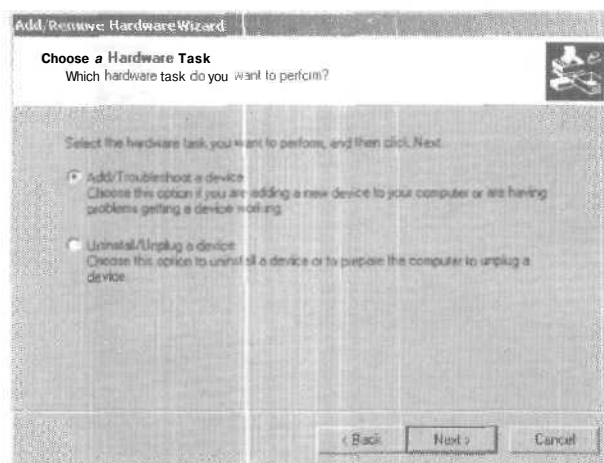 Add/Remove Hardware Wizard
Choose a Hardware Task
Which hardware task do you want to perform?
Select the hardware task you want to perform, and then click Next.
Add/Troubleshoot a device
Choose this option if you are adding a new device to your computer or are having
problems getting a device working.
Uninstall/Unplug a device
Choose this option to uninstall a device or to prepare the computer to unplug a
device.
< Back
Next >
Cancel